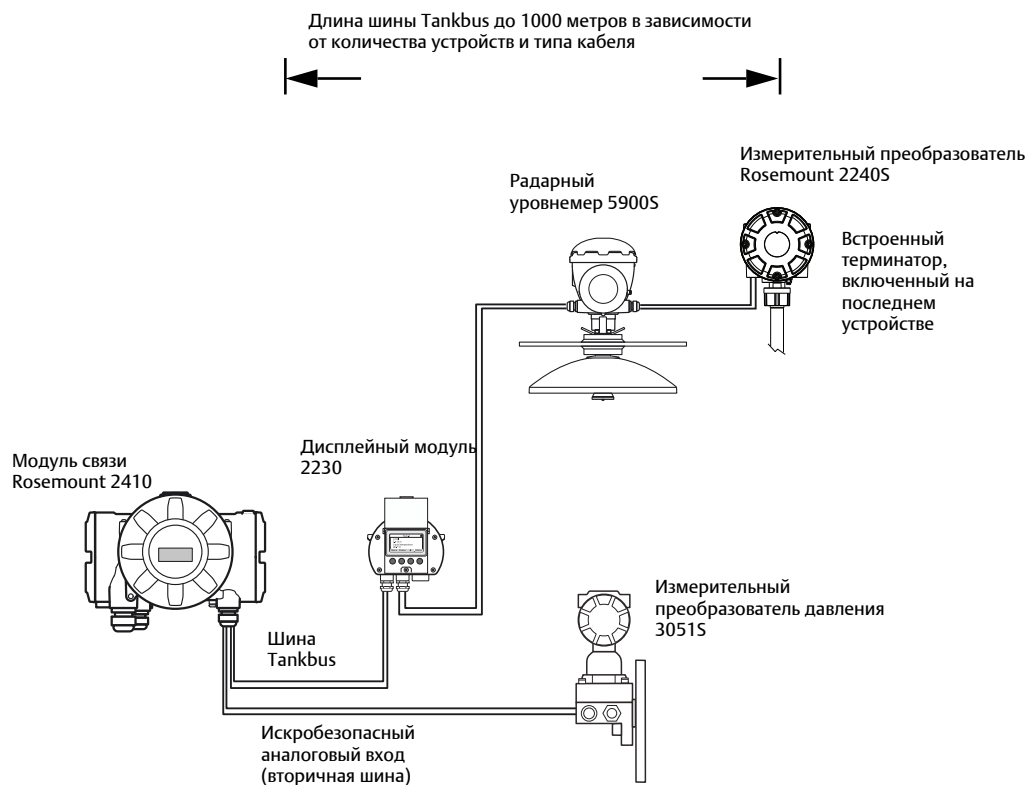 Длина шины Tankbus до 1000 метров в зависимости
от количества устройств и типа кабеля
Измерительный преобразователь
Rosemount 2240S
Радарный
уровнемер 5900S
Встроенный
терминатор,
включенный на
последнем
устройстве
Дисплейный модуль
2230
Модуль связи
Rosemount 2410
Измерительный
преобразователь давления
3051S
Шина
Tankbus
Искробезопасный
аналоговый вход
(вторичная шина)